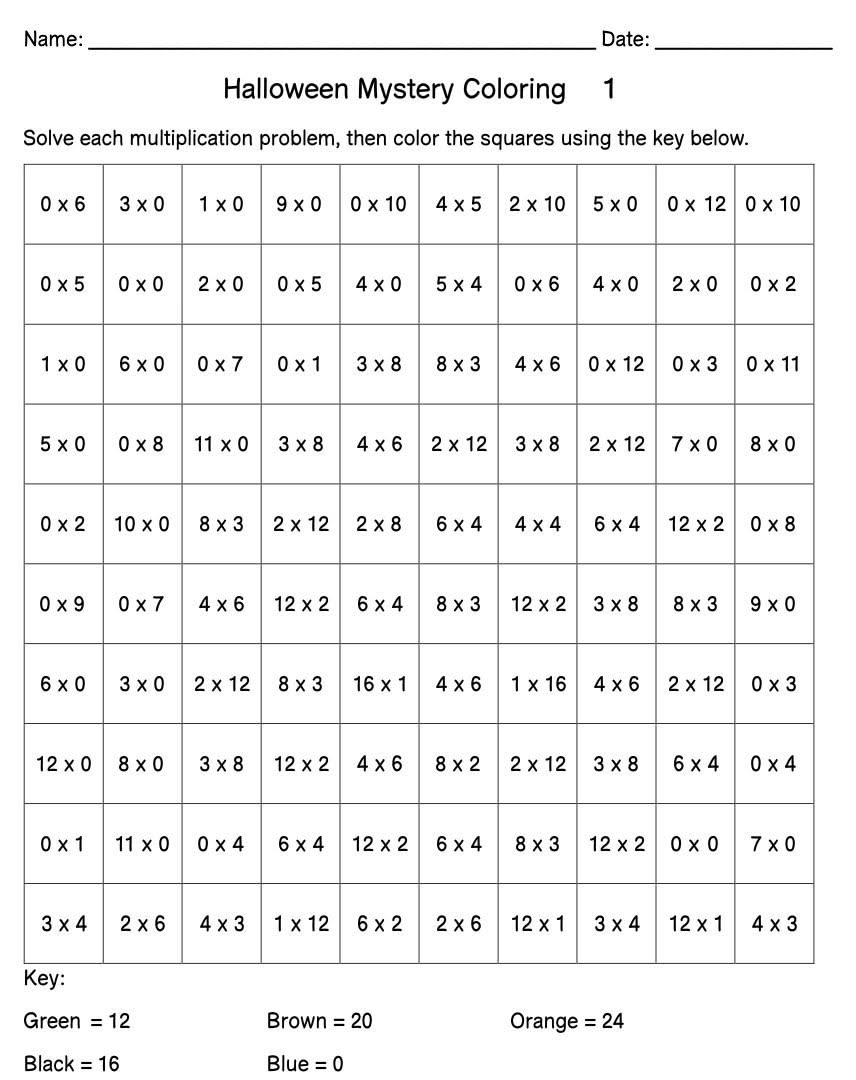 Name: Date:
Halloween Mystery Coloring 1
Solve each multiplication problem, then color the squares using the key below.
0 x 6 3 x 0 1 x 0 9 x 0 0 x 10 4 x 5 2 x 10 5 x 0 0 x 12 0 x 10
0 x 5 0 x 0 2 x 0 0 x 5 4 x 0 5 x 4 0 x 6 4 x 0 2 x 0 0 x 2
1 x 0 6 x 0 0 x 7 0 x 1 3 x 8 8 x 3 4 x 6 0 x 12 0 x 3 0 x 11
5 x 0 0 x 8 11 x 0 3 x 8 4 x 6 2 x 12 3 x 8 2 x 12 7 x 0 8 x 0
0 x 2 10 x 0 8 x 3 2 x 12 2 x 8 6 x 4 4 x 4 6 x 4 12 x 2 0 x 8
0 x 9 0 x 7 4 x 6 12 x 2 6 x 4 8 x 3 12 x 2 3 x 8 8 x 3 9 x 0
6 x 0 3 x 0 2 x 12 8 x 3 16 x 1 4 x 6 1 x 16 4 x 6 2 x 12 0 x 3
12 x 0 8 x 0 3 x 8 12 x 2 4 x 6 8 x 2 2 x 12 3 x 8 6 x 4 0 x 4
0 x 1 11 x 0 0 x 4 6 x 4 12 x 2 6 x 4 8 x 3 12 x 2 0 x 0 7 x 0
3 x 4 2 x 6 4 x 3 1 x 12 6 x 2 2 x 6 12 x 1 3 x 4 12 x 1 4 x 3
Key:
Green = 12 Brown = 20 Orange = 24
Black = 16 Blue = 0